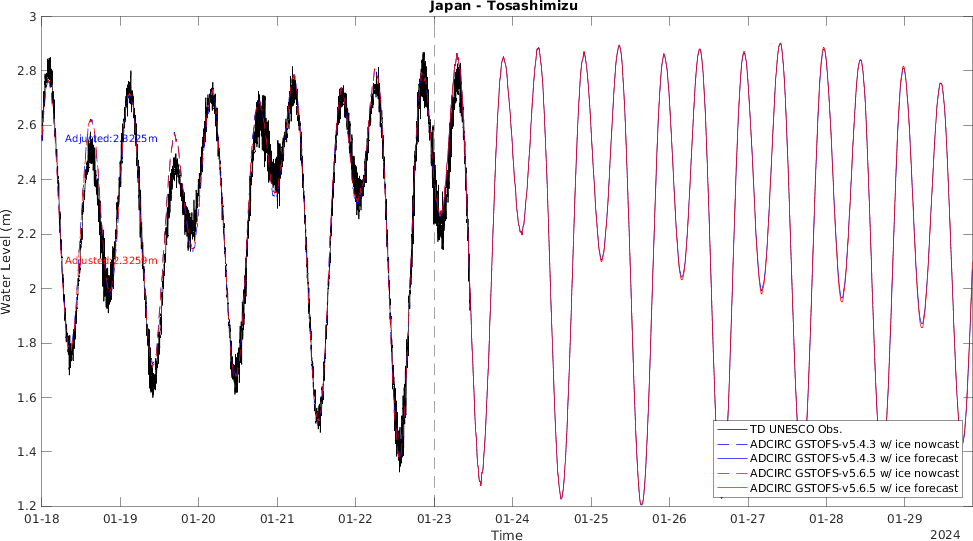 Japan - Tosashimizu
3
2.8
2.6
2.4
2.2
2
1.8
1.6
1.4
1.2
Water Level (m)
Adjusted:2.3225m
Adjusted:2.3259m
TD UNESCO Obs.
ADCIRC GSTOFS-v5.4.3 w/ ice nowcast
ADCIRC GSTOFS-v5.4.3 w/ ice forecast
ADCIRC GSTOFS-v5.6.5 w/ ice nowcast
ADCIRC GSTOFS-v5.6.5 w/ ice forecast
01-18 01-19 01-20 01-21 01-22 01-23 01-24 01-25 01-26 01-27 01-28 01-29
Time
2024